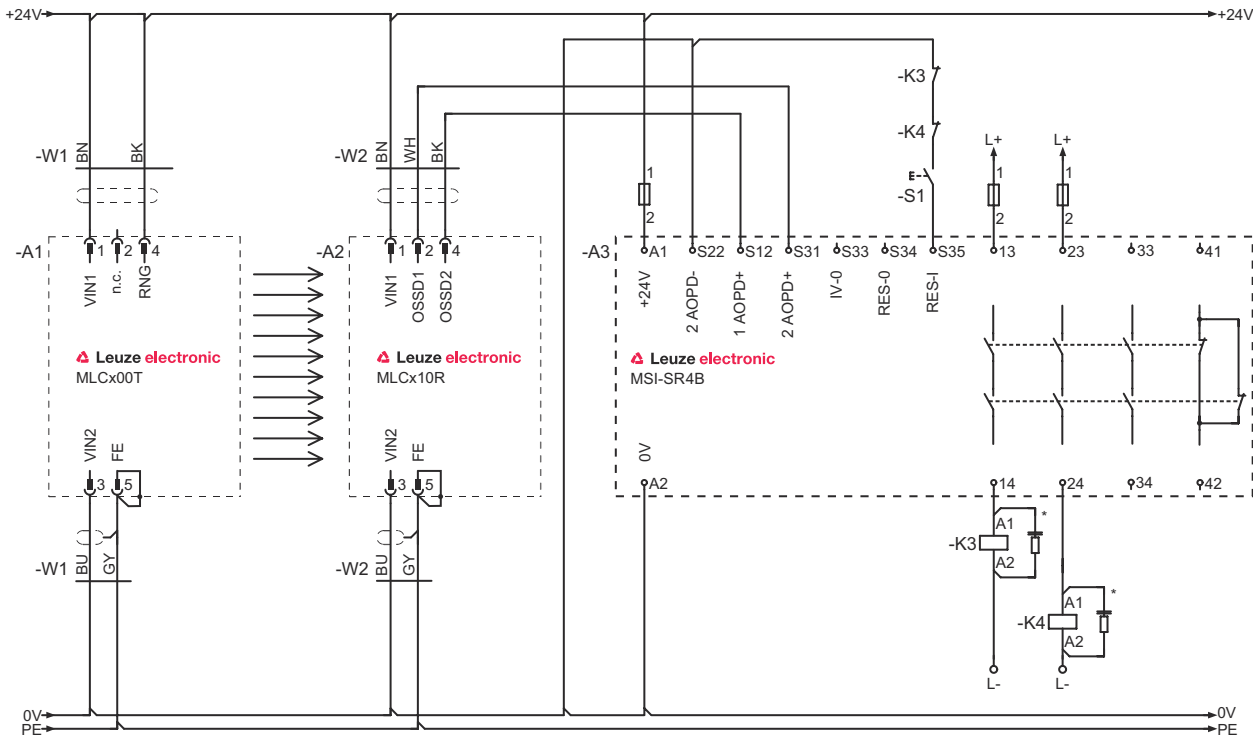 +24V +24V
-K3
-K4 L+ L+
-W1 BN BK -W2 BN WH BK
1 1 1
E -S1
2 2 2
-A1 1 2 4 -A2 1 2 4 -A3 A1 S22 S12 S31 S33 S34 S35 13 23 33 41
VIN1 n.c. RNG VIN1 OSSD1 OSSD2 +24V 2 AOPD- 1 AOPD+ 2 AOPD+ IV-0 RES-0 RES-I
Leuze electronic Leuze electronic Leuze electronic
MLCx00T MLCx10R MSI-SR4B
VIN2 FE VIN2 FE 0V
3 5 3 5 A2 14 24 34 42
A1 *
-K3
A2
-W1 BU GY -W2 BU GY
A1 *
-K4
A2
L- L-
0V 0V
PE PE